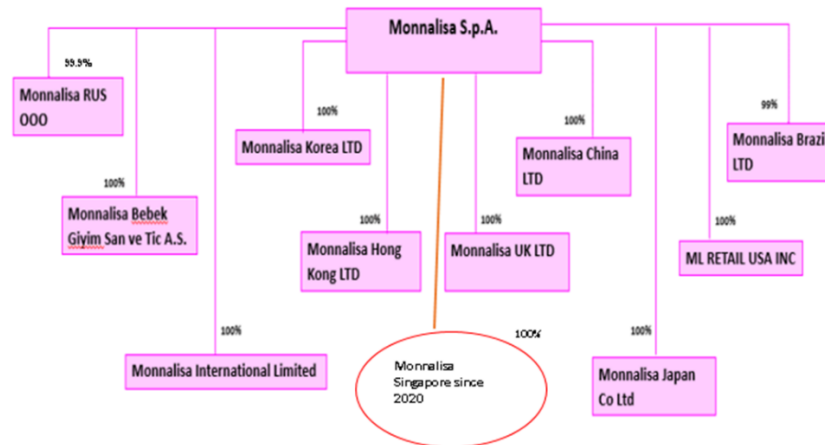 Monnalisa S.p.A.
99.9%
Monnalisa RUS
OOO
100%
Monnalisa Korea LTD
100%
Monnalisa China
LTD
99%
Monnalisa Brazi
LTD
100%
Monnalisa Bebek
Giyim San ve Tic A.S.
100%
Monnalisa Hong
Kong LTD
100%
Monnalisa UK LTD
100%
ML RETAIL USA INC
100%
Monnalisa International Limited
100%
Monnalisa
Singapore since
2020
100%
Monnalisa Japan
Co Ltd